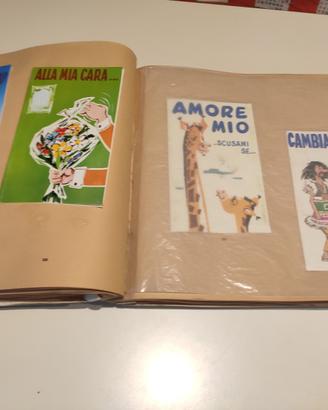 ALLA MIA CARA...
AMORE
MIO
..SCUSAMI
SE...
CAMBIA